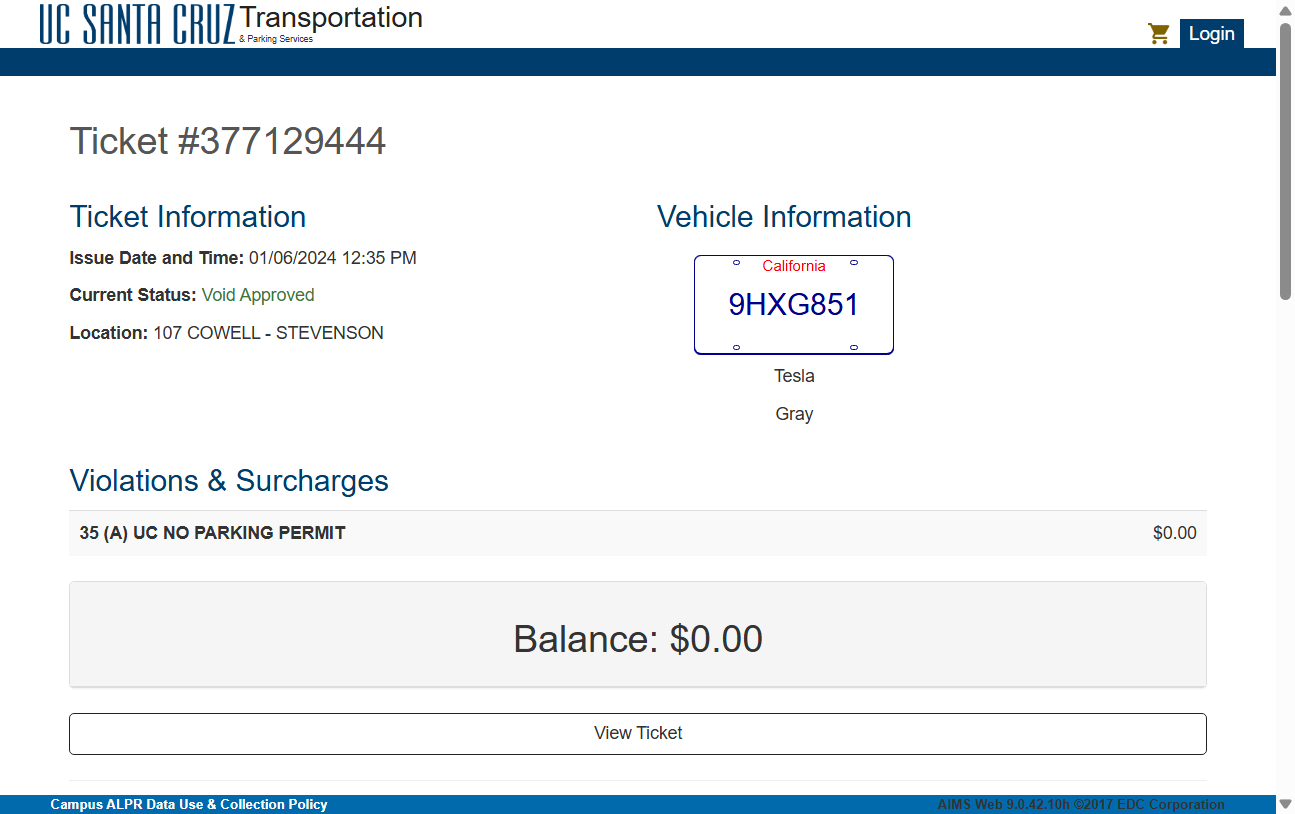 UC SANTA CRUZ Transportation
& Parking Services
Login
Ticket #377129444
Ticket Information
Issue Date and Time: 01/06/2024 12:35 PM
Current Status: Void Approved
Location: 107 COWELL - STEVENSON
Vehicle Information
California
9HXG851
Tesla
Gray
Violations & Surcharges
35 (A) UC NO PARKING PERMIT $0.00
Balance: $0.00
View Ticket
Campus ALPR Data Use & Collection Policy
AIMS Web 9.0.42.10h ©2017 EDC Corporation